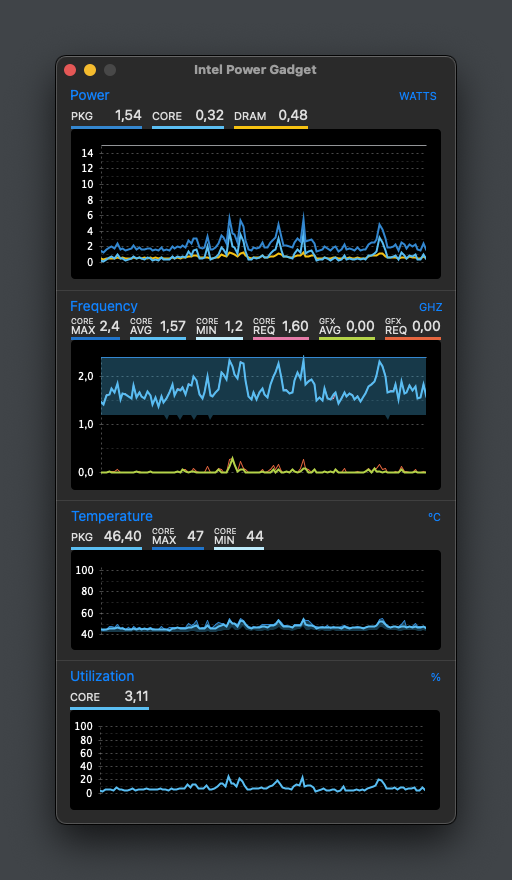 Intel Power Gadget
Power WATTS
PKG 1,54 CORE 0,32 DRAM 0,48
14
12
10
8
6
4
2
0
Frequency GHZ
CORE MAX 2,4 CORE AVG 1,57 CORE MIN 1,2 CORE REQ 1,60 GFX AVG 0,00 GFX REQ 0,00
2,0
1,0
0,0
Temperature °C
PKG 46,40 CORE MAX 47 CORE MIN 44
100
80
60
40
Utilization %
CORE 3,11
100
80
60
40
20
0